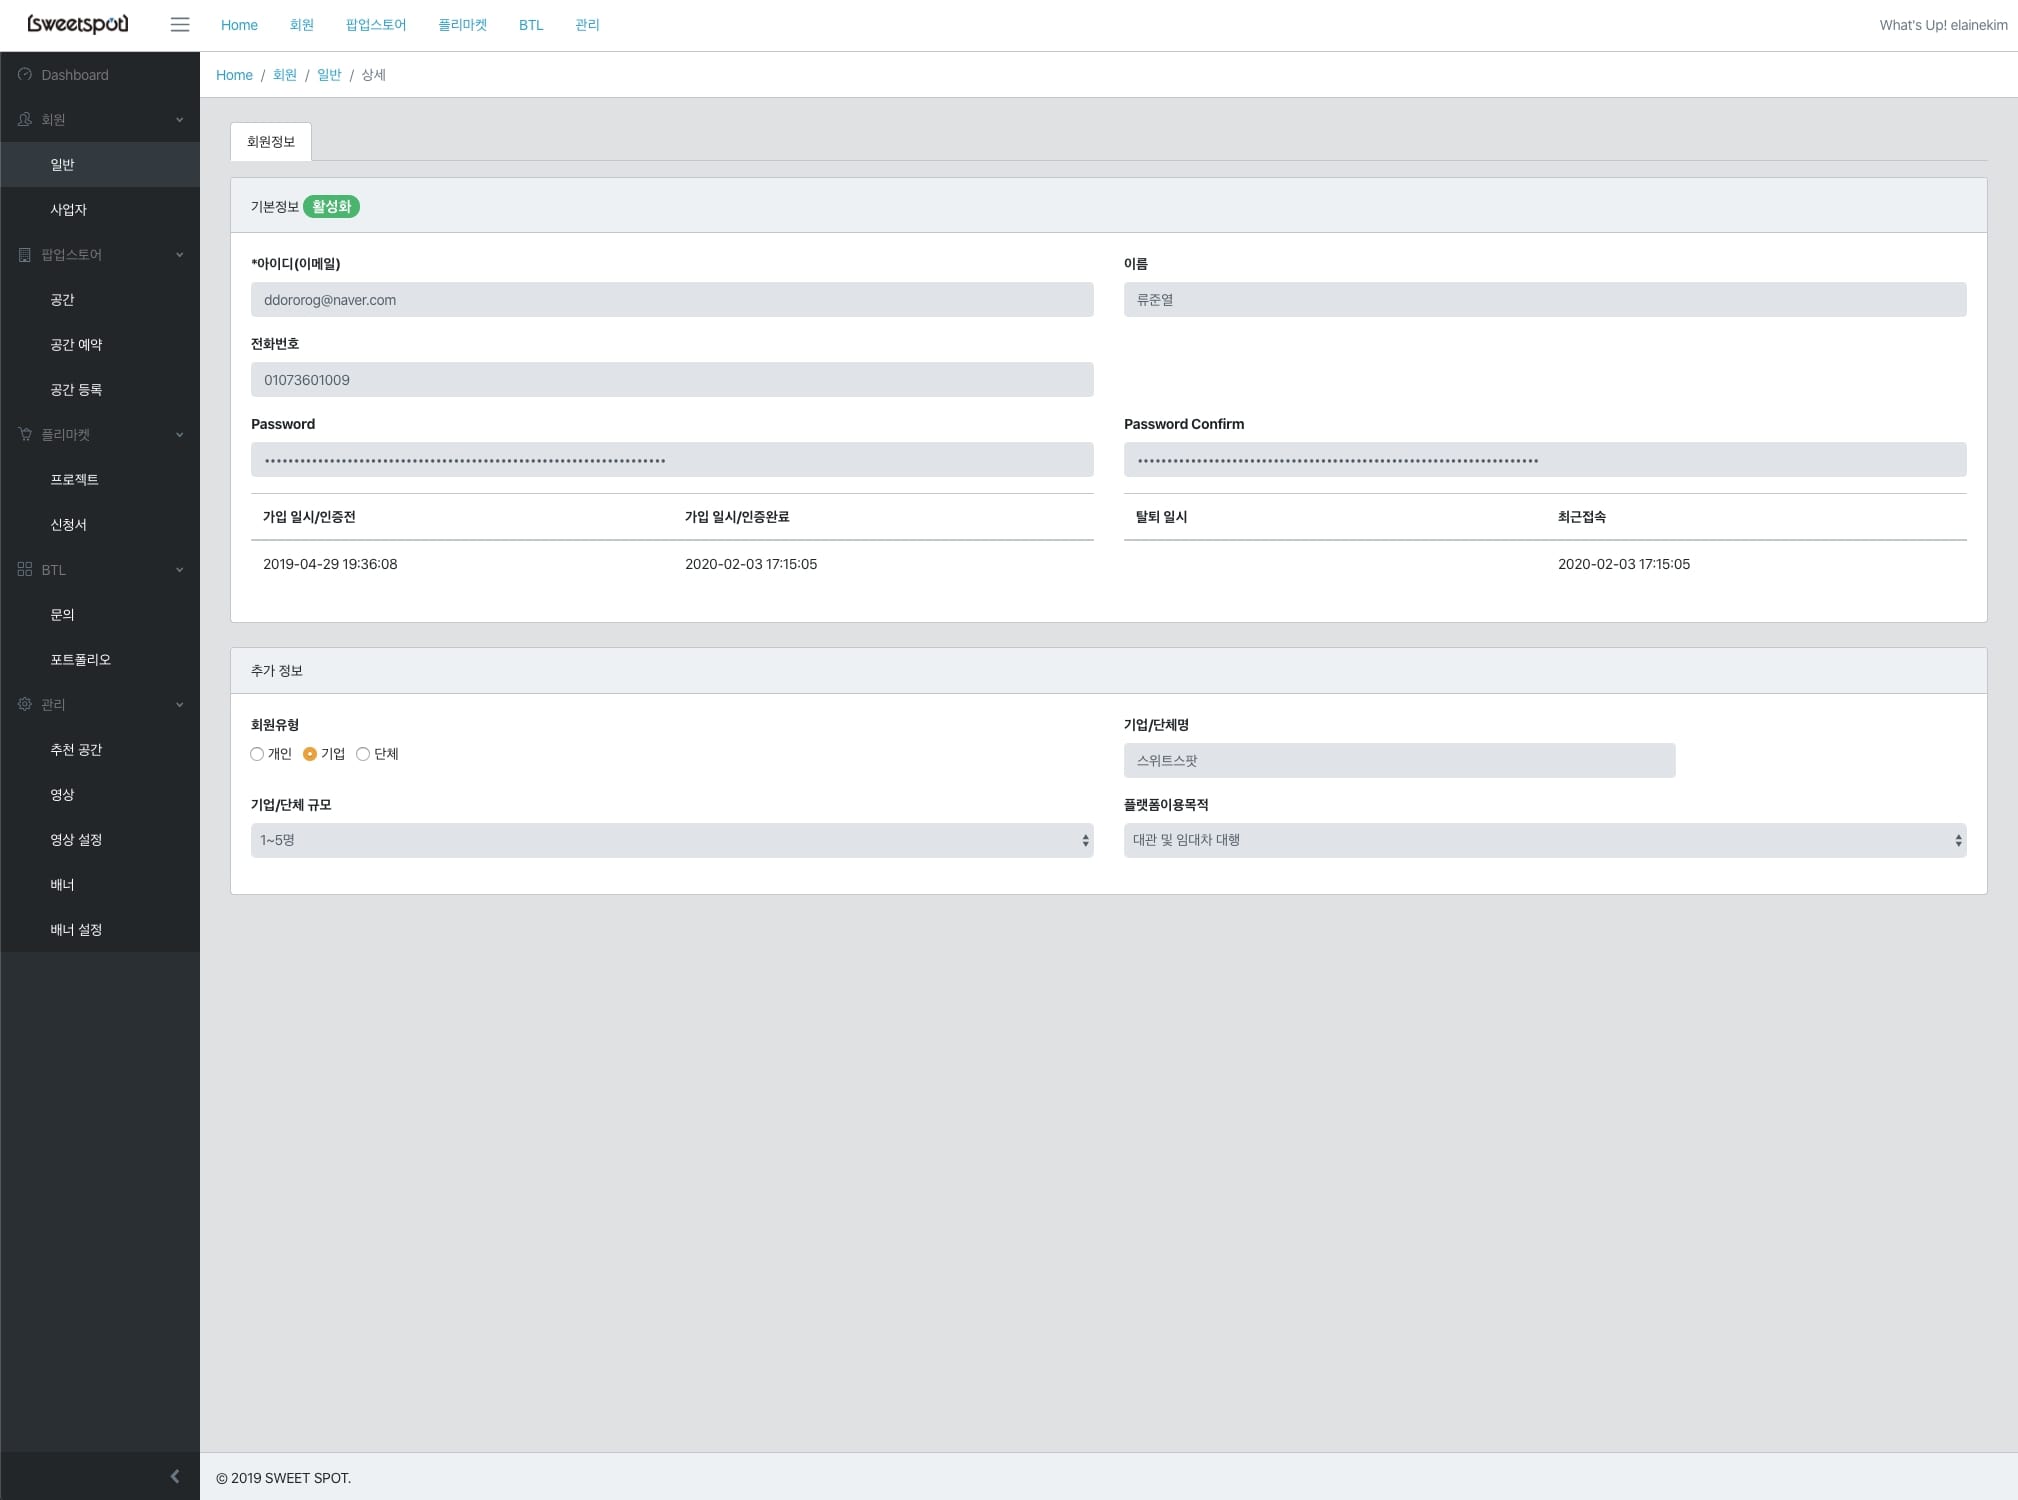 (sweetspot)
Home 회원 팝업스토어 플리마켓 BTL 관리
What's Up! elainekim
Dashboard
회원
일반
사업자
팝업스토어
공간
공간 예약
공간 등록
플리마켓
프로젝트
신청서
BTL
문의
포트폴리오
관리
추천 공간
영상
영상 설정
배너
배너 설정
Home / 회원 / 일반 / 상세
회원정보
기본정보 활성화
*아이디(이메일) 이름
ddororog@naver.com 류준열
전화번호
01073601009
Password Password Confirm
가입 일시/인증전 가입 일시/인증완료 탈퇴 일시 최근접속
2019-04-29 19:36:08 2020-02-03 17:15:05 2020-02-03 17:15:05
추가 정보
회원유형 기업/단체명
개인 기업 단체 스위트스팟
기업/단체 규모 플랫폼이용목적
1~5명 대관 및 임대차 대행
© 2019 SWEET SPOT.